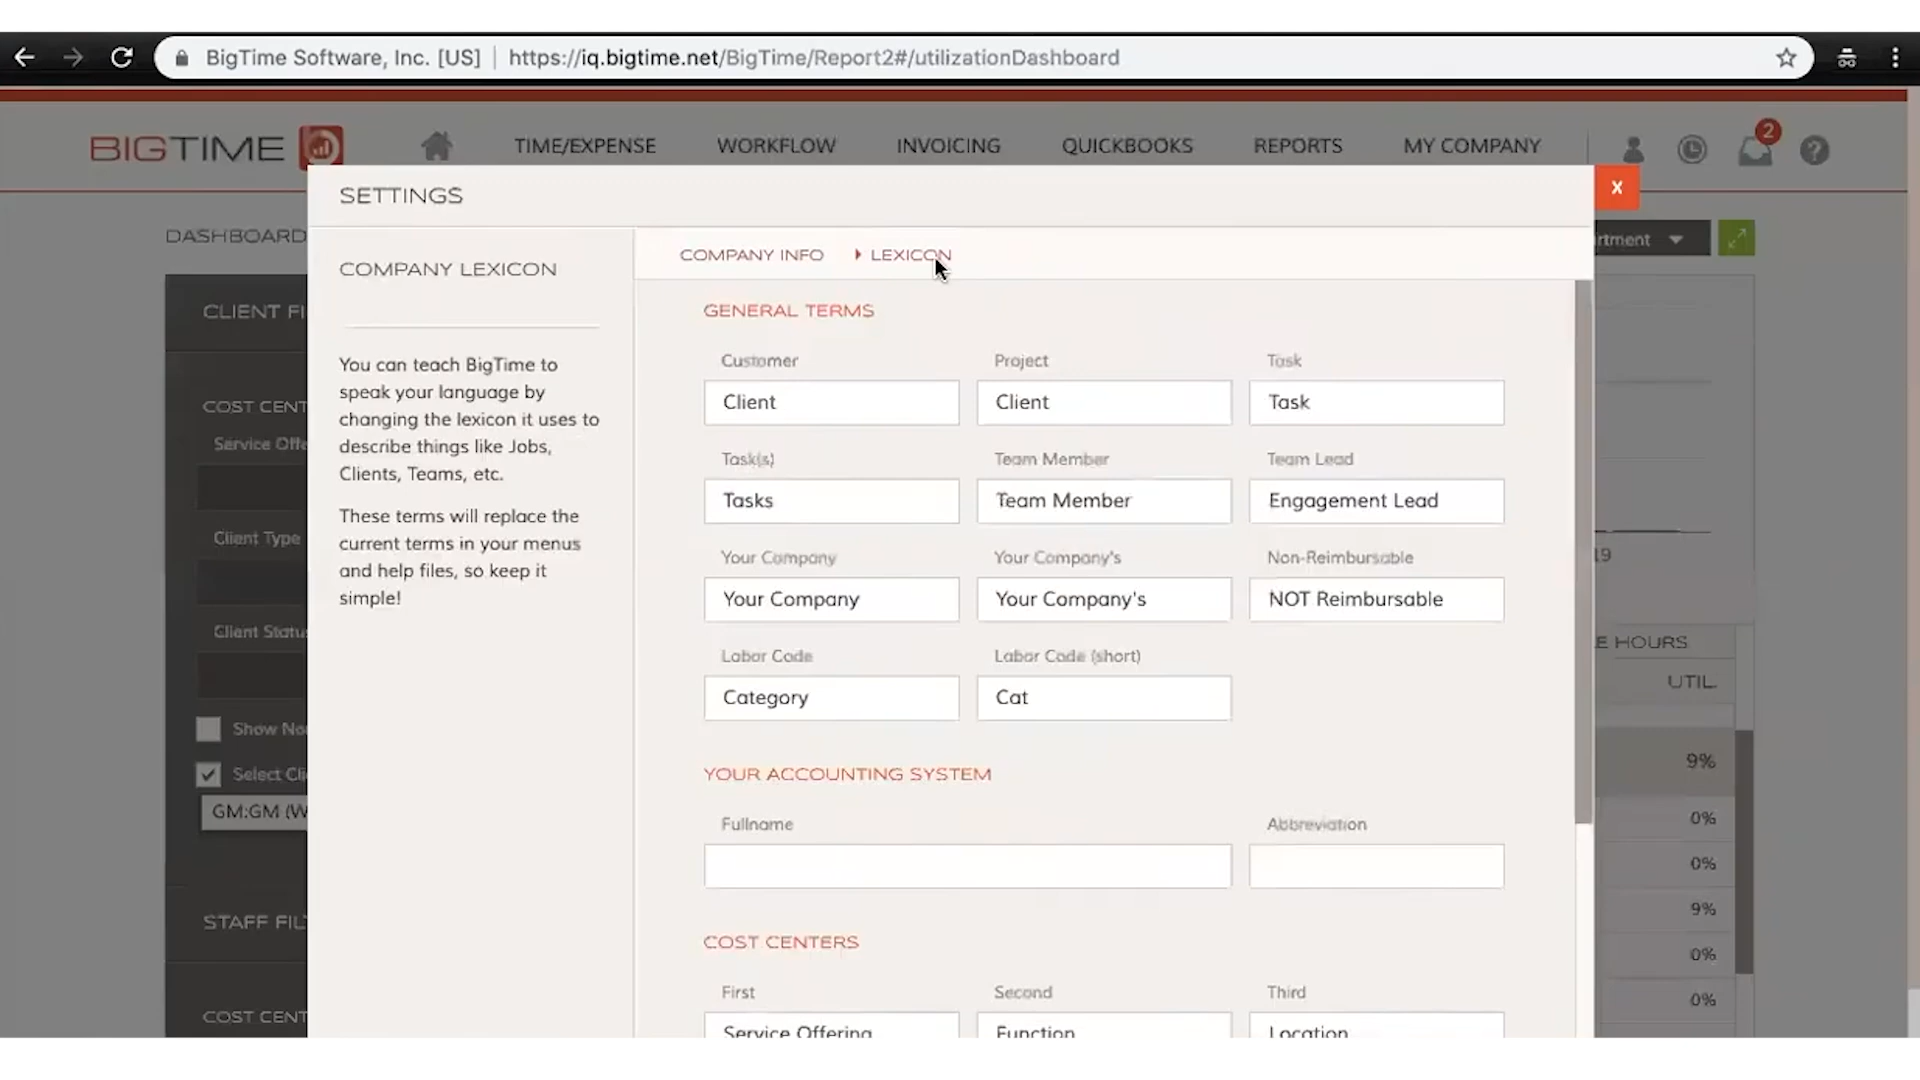 BigTime Software, Inc. [US] | https://iq.bigtime.net/BigTime/Report2#/utilizationDashboard
BIGTIME
TIME/EXPENSE
WORKFLOW
INVOICING
QUICKBOOKS
REPORTS
MY COMPANY
2
SETTINGS
X
DASHBOARD
COMPANY LEXICON
You can teach BigTime to
speak your language by
changing the lexicon it uses to
describe things like Jobs,
Clients, Teams, etc.
These terms will replace the
current terms in your menus
and help files, so keep it
simple!
COMPANY INFO
LEXICON
GENERAL TERMS
Customer
Project
Task
Client
Client
Task
Task(s)
Team Member
Team Lead
Tasks
Team Member
Engagement Lead
Your Company
Your Company's
Non-Reimbursable
Your Company
Your Company's
NOT Reimbursable
Labor Code
Labor Code (short)
Category
Cat
YOUR ACCOUNTING SYSTEM
Fullname
Abbreviation
COST CENTERS
First
Second
Third
Service Offering
Function
Location
CLIENT FI
COST CENT
Service Offe
Client Type
Client Statu
Show No
Select Cli
GM:GM (W
STAFF FIL
COST CENT
rtment
19
E HOURS
UTIL.
9%
0%
0%
9%
0%
0%